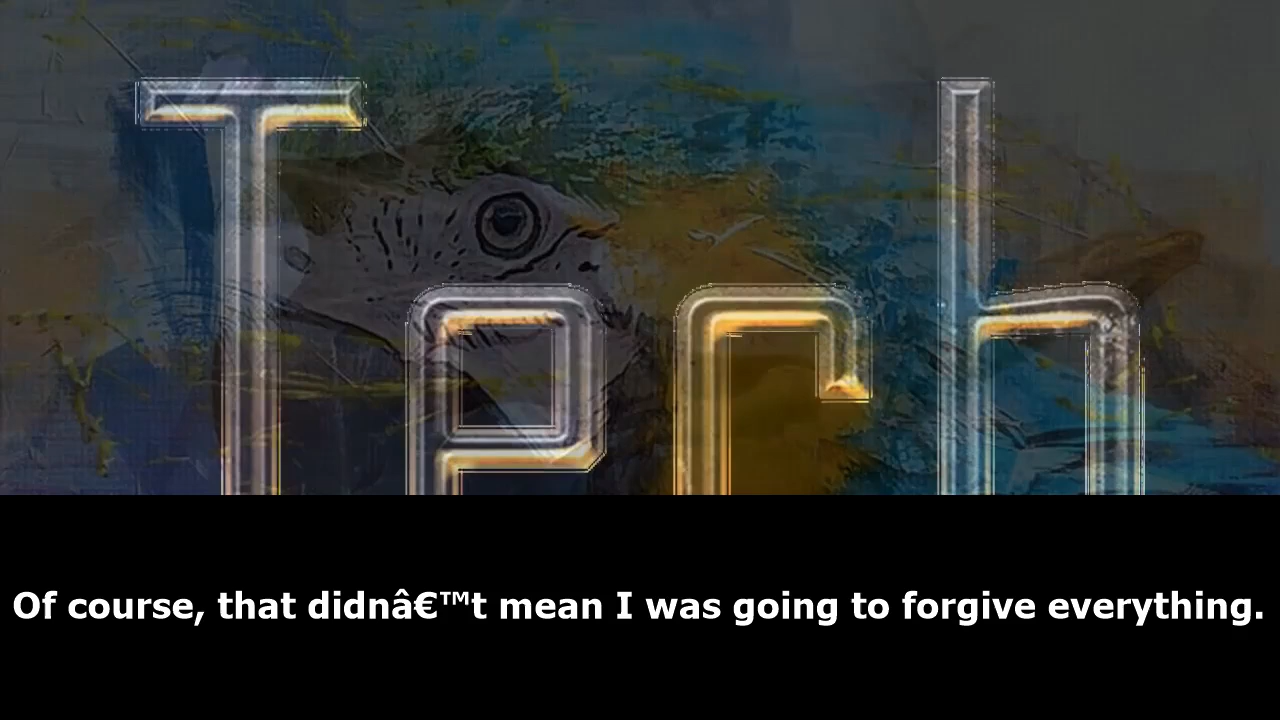 Tech
Of course, that didnâ€™t mean I was going to forgive everything.